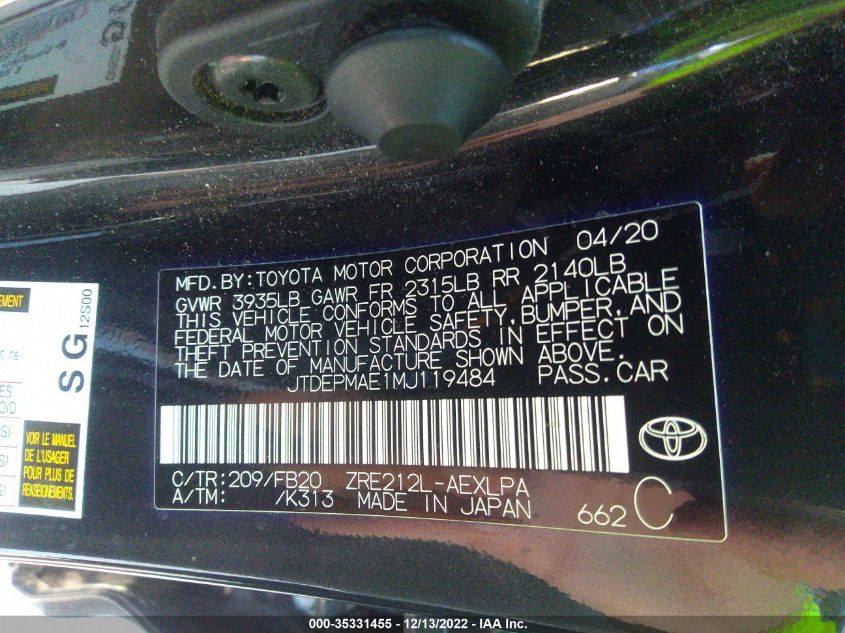 MFD. BY: TOYOTA MOTOR CORPORATION 04/20
GVWR 3935LB GAWR FR 2315LB RR 2140LB
THIS VEHICLE CONFORMS TO ALL APPLICABLE
FEDERAL MOTOR VEHICLE SAFETY, BUMPER, AND
THEFT PREVENTION STANDARDS IN EFFECT ON
THE DATE OF MANUFACTURE SHOWN ABOVE.
JTDEPMAE1MJ119484 PASS. CAR
C/TR: 209/FB20 ZRE212L-AEXLPA
A/TM: /K313 MADE IN JAPAN 662 C
SG 12S00
VOIR LE MANUEL
DE L'USAGER
POUR PLUS DE
RENSEIGNEMENTS.
000-35331455 - 12/13/2022 - IAA Inc.